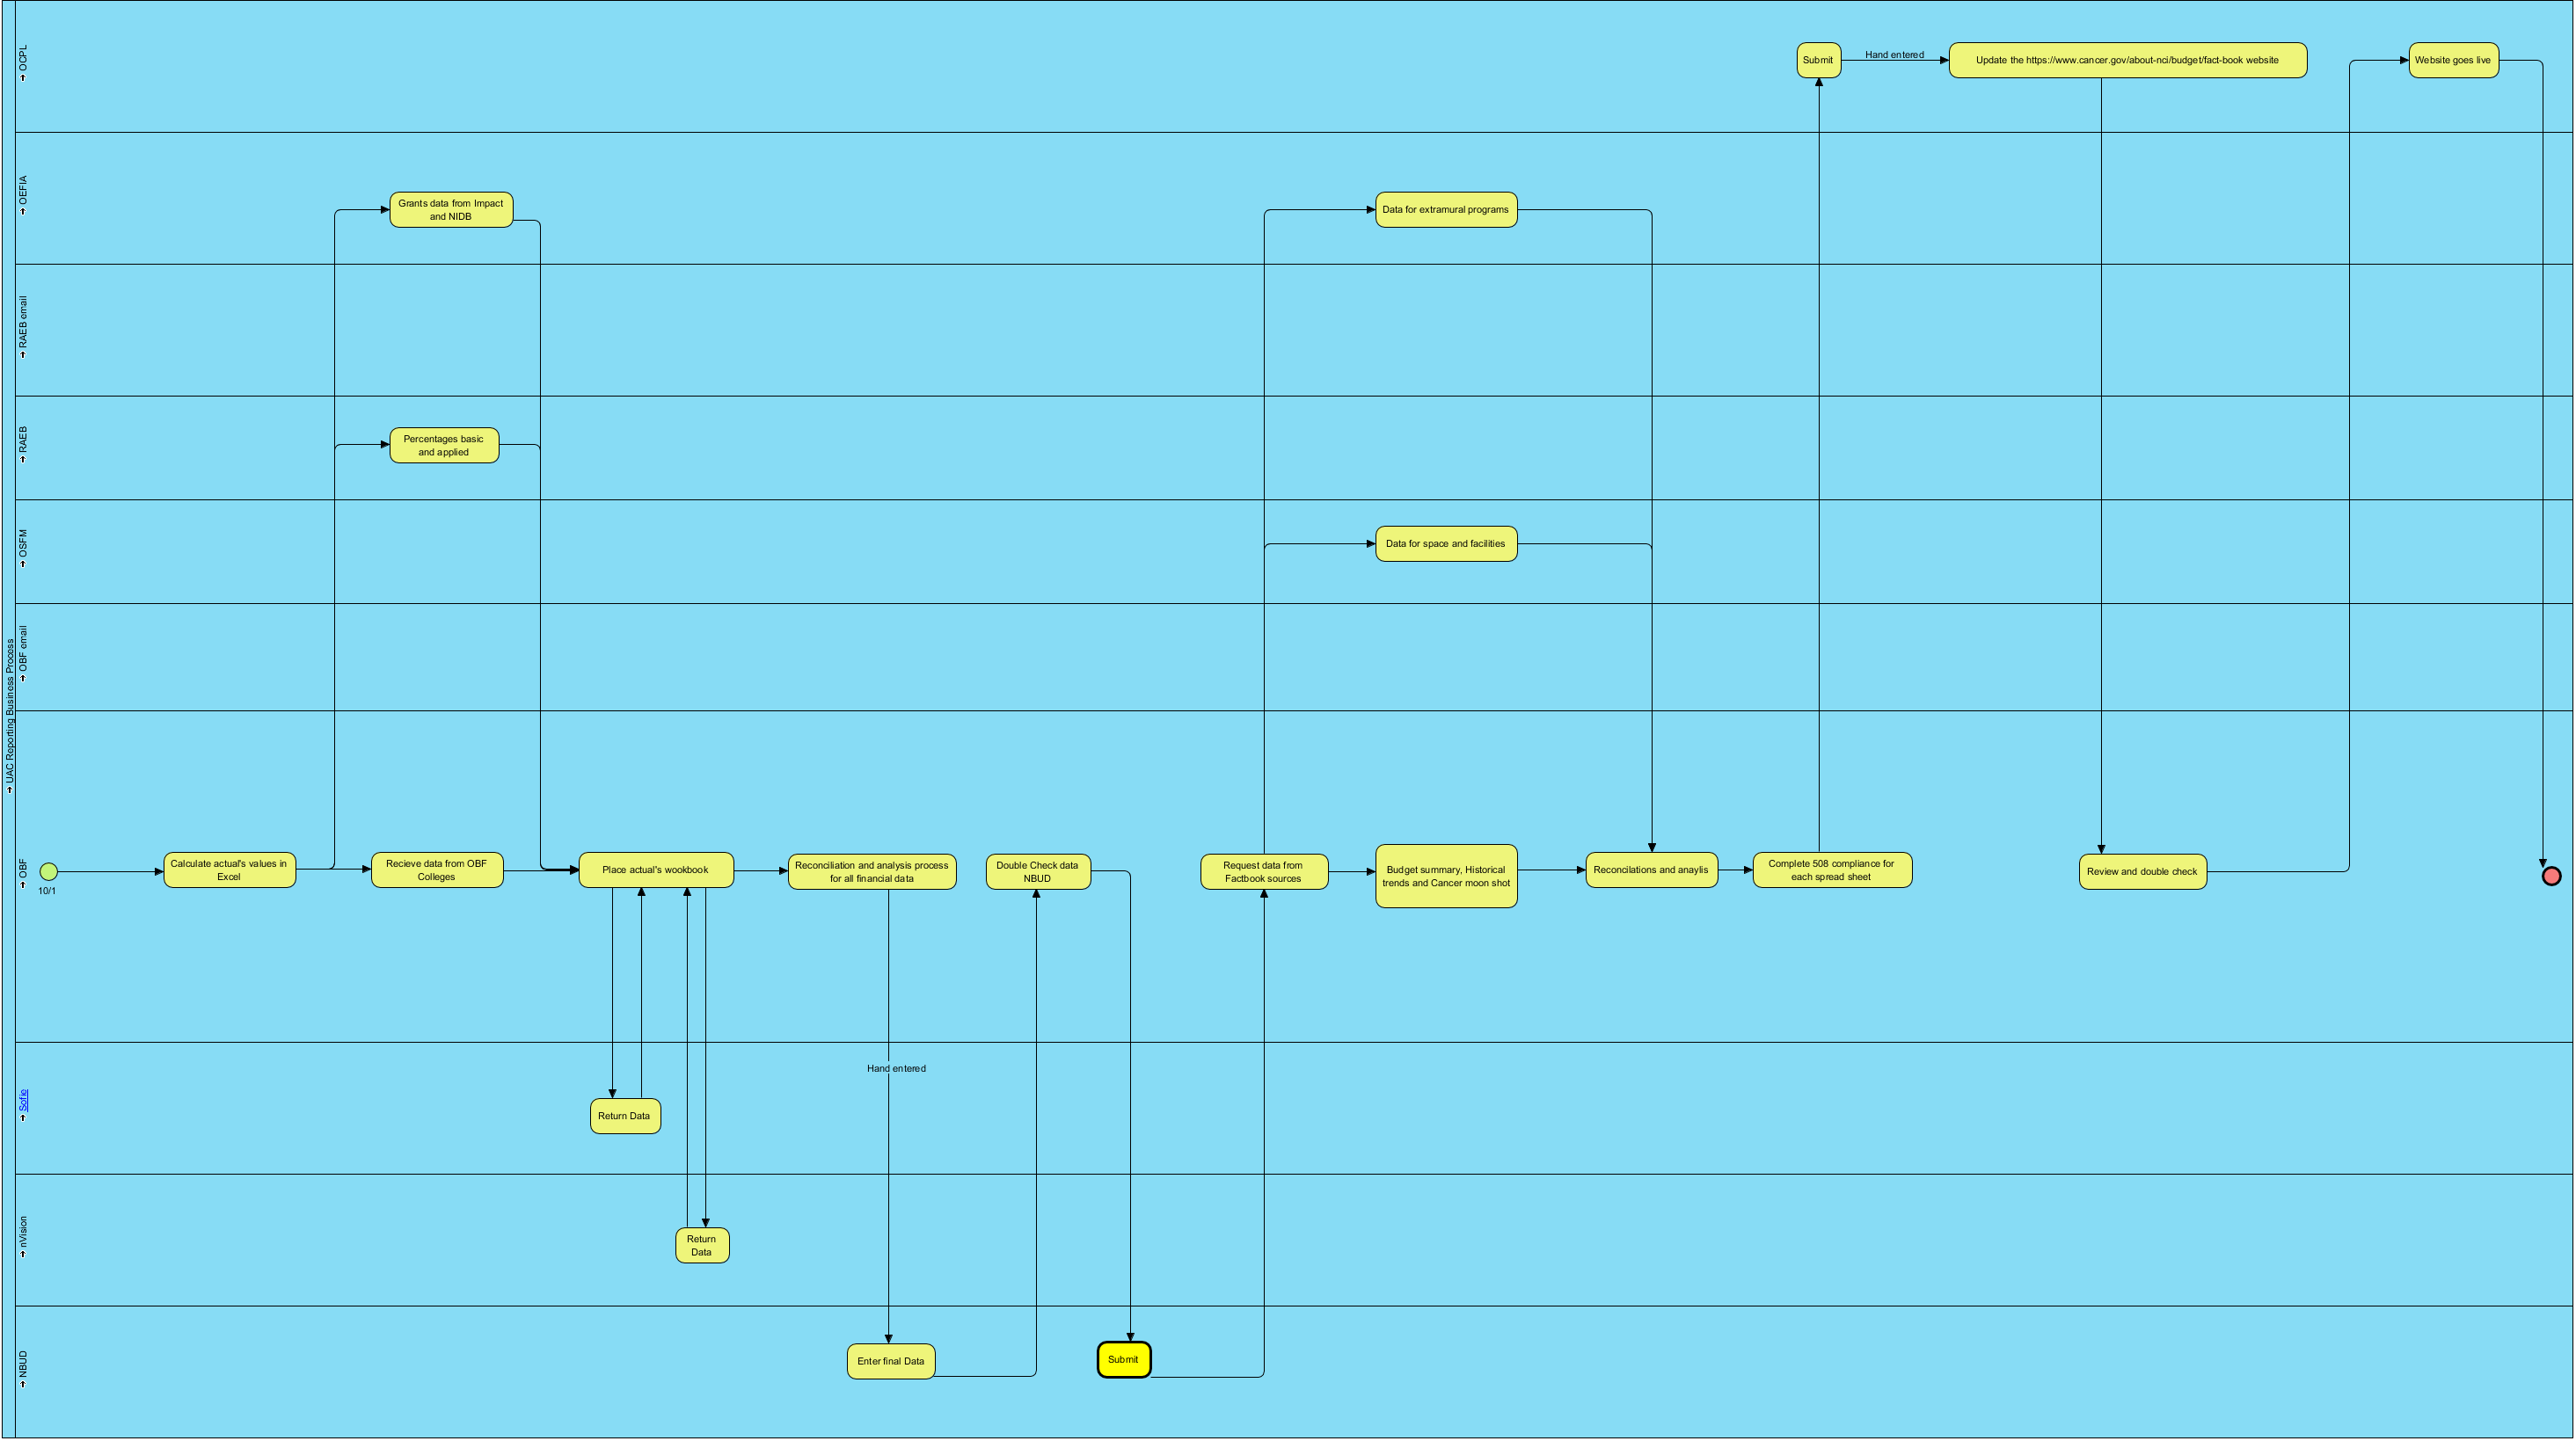 UAC Reporting Business Process
OCPL
Submit
Hand entered
Update the https://www.cancer.gov/about-nci/budget/fact-book website
Website goes live
OEFIA
Grants data from Impact
and NIDB
Data for extramural programs
RAEB email
RAEB
Percentages basic
and applied
OSFM
Data for space and facilities
OBF email
OBF
10/1
Calculate actual's values in
Excel
Recieve data from OBF
Colleges
Place actual's wookbook
Reconciliation and analysis process
for all financial data
Double Check data
NBUD
Request data from
Factbook sources
Budget summary, Historical
trends and Cancer moon shot
Reconcilations and anaylis
Complete 508 compliance for
each spread sheet
Review and double check
Sofie
Hand entered
Return Data
nVision
Return
Data
NBUD
Enter final Data
Submit